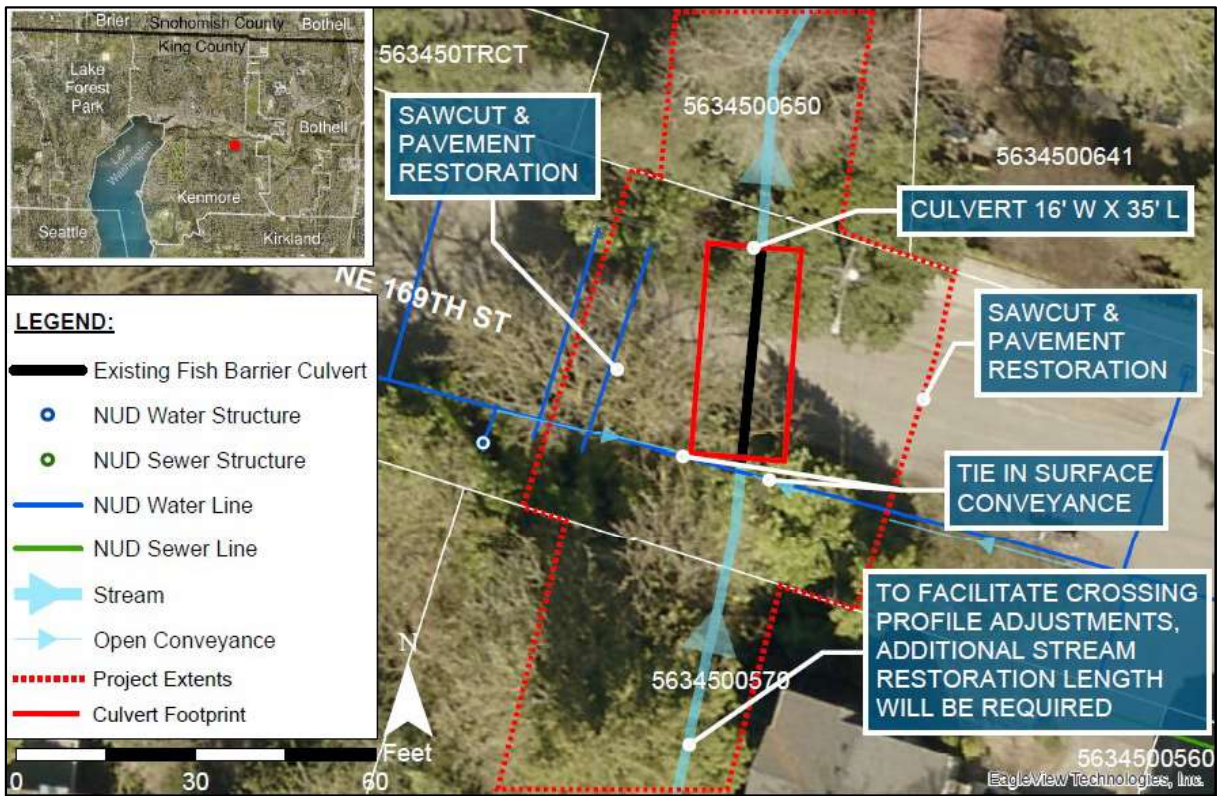 Brier
Snohomish County
Bothell
King County
Lake
Forest
Park
Bothell
Lake
Washington
Kenmore
Seattle
Kirkland
563450TRCT
5634500650
5634500641
SAWCUT &
PAVEMENT
RESTORATION
CULVERT 16' W X 35' L
NE 169TH ST
SAWCUT &
PAVEMENT
RESTORATION
TIE IN SURFACE
CONVEYANCE
TO FACILITATE CROSSING
PROFILE ADJUSTMENTS,
ADDITIONAL STREAM
RESTORATION LENGTH
WILL BE REQUIRED
5634500570
5634500560
LEGEND:
Existing Fish Barrier Culvert
NUD Water Structure
NUD Sewer Structure
NUD Water Line
NUD Sewer Line
Stream
Open Conveyance
Project Extents
Culvert Footprint
N
Feet
0 30 60
EagleView Technologies, Inc.